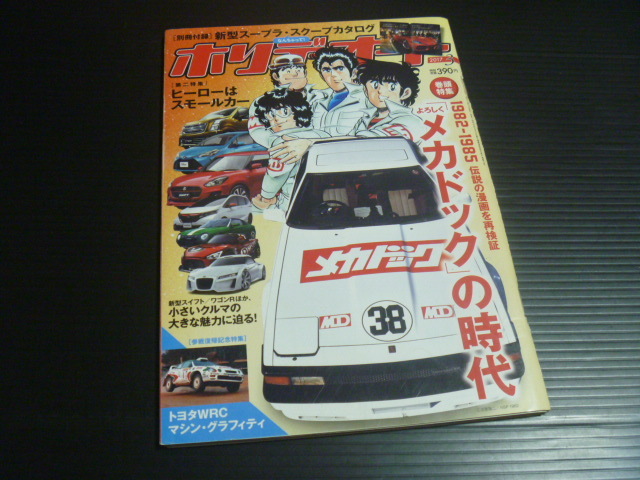 [別冊付録] 新型スープラ・スクープカタログ
なんちゃって!
ホリデーオート
2017
390円
[第二特集]
ヒーローは
スモールカー
巻頭
特集
1982-1985 伝説の漫画を再検証
「よろしく
メカドック」の時代
メカドック
MD
38
MD
新型スイフト/ワゴンRほか、
小さいクルマの
大きな魅力に迫る!
[参戦復帰記念特集]
トヨタWRC
マシン・グラフィティ